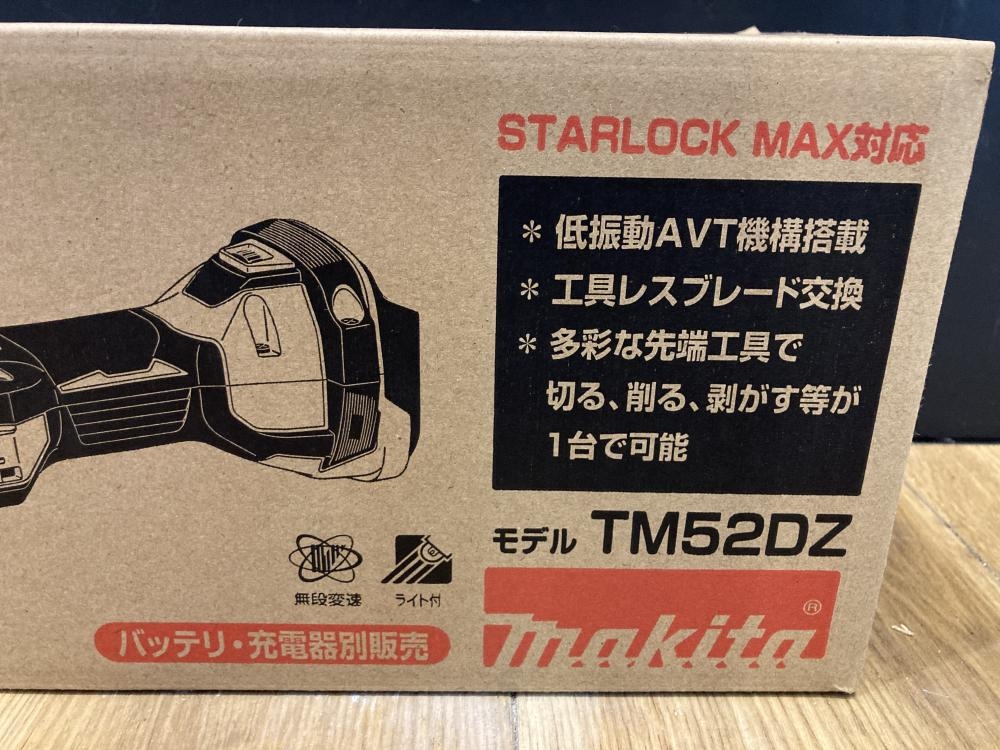 STARLOCK MAX対応
* 低振動AVT機構搭載
* 工具レスブレード交換
* 多彩な先端工具で
切る、削る、剥がす等が
1台で可能
モデル TM52DZ
無段変速
ライト付
バッテリ・充電器別販売
makita®